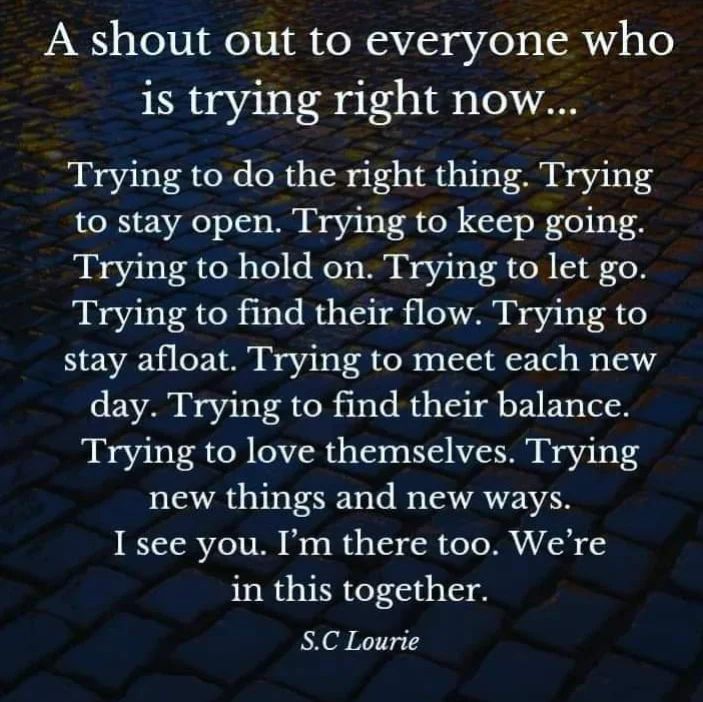 A shout out to everyone who
is trying right now...
Trying to do the right thing. Trying
to stay open. Trying to keep going.
Trying to hold on. Trying to let go.
Trying to find their flow. Trying to
stay afloat. Trying to meet each new
day. Trying to find their balance.
Trying to love themselves. Trying
new things and new ways.
I see you. I’m there too. We’re
in this together.
S.C Lourie